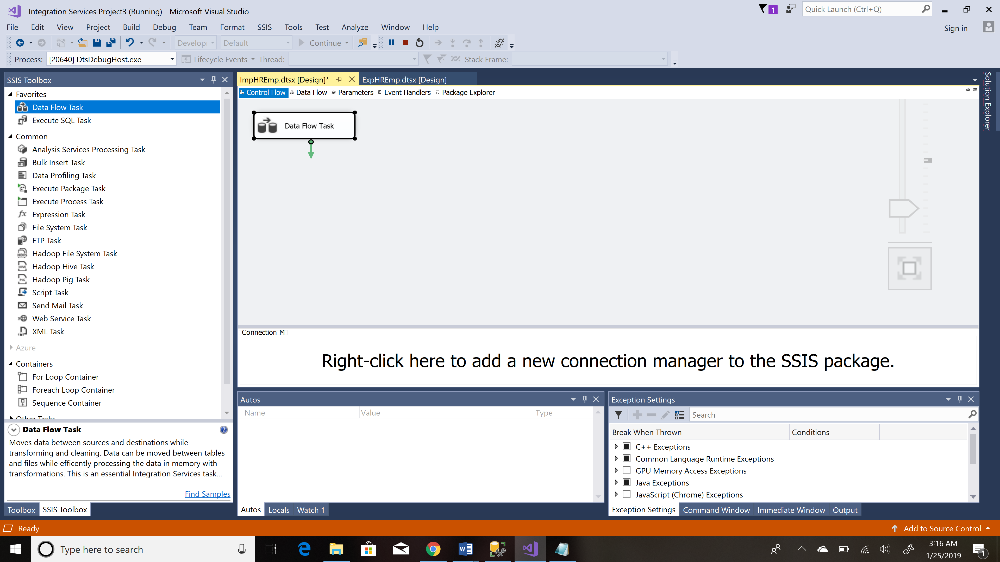 Integration Services Project3 (Running) - Microsoft Visual Studio
1
Quick Launch (Ctrl+Q)
File Edit View Project Build Debug Team Format SSIS Tools Test Analyze Window Help
Sign in
Develop Default Continue
Process: [20640] DtsDebugHost.exe Lifecycle Events Thread: Stack Frame:
SSIS Toolbox
Favorites
Data Flow Task
Execute SQL Task
Common
Analysis Services Processing Task
Bulk Insert Task
Data Profiling Task
Execute Package Task
Execute Process Task
Expression Task
File System Task
FTP Task
Hadoop File System Task
Hadoop Hive Task
Hadoop Pig Task
Script Task
Send Mail Task
Web Service Task
XML Task
Azure
Containers
For Loop Container
Foreach Loop Container
Sequence Container
Other Tasks
Data Flow Task
Moves data between sources and destinations while
transforming and cleaning. Data can be moved between tables
and files while efficently processing the data in memory with
transformations. This is an essential Integration Services task...
Find Samples
Toolbox SSIS Toolbox
ImpHREmp.dtsx [Design]* ExpHREmp.dtsx [Design]
Control Flow Data Flow Parameters Event Handlers Package Explorer
Data Flow Task
Connection M
Right-click here to add a new connection manager to the SSIS package.
Solution Explorer
Autos
Name Value Type
Autos Locals Watch 1
Exception Settings
Search
Break When Thrown Conditions
C++ Exceptions
Common Language Runtime Exceptions
GPU Memory Access Exceptions
Java Exceptions
JavaScript (Chrome) Exceptions
Exception Settings Command Window Immediate Window Output
Ready
Add to Source Control
Type here to search
3:16 AM
1/25/2019
1